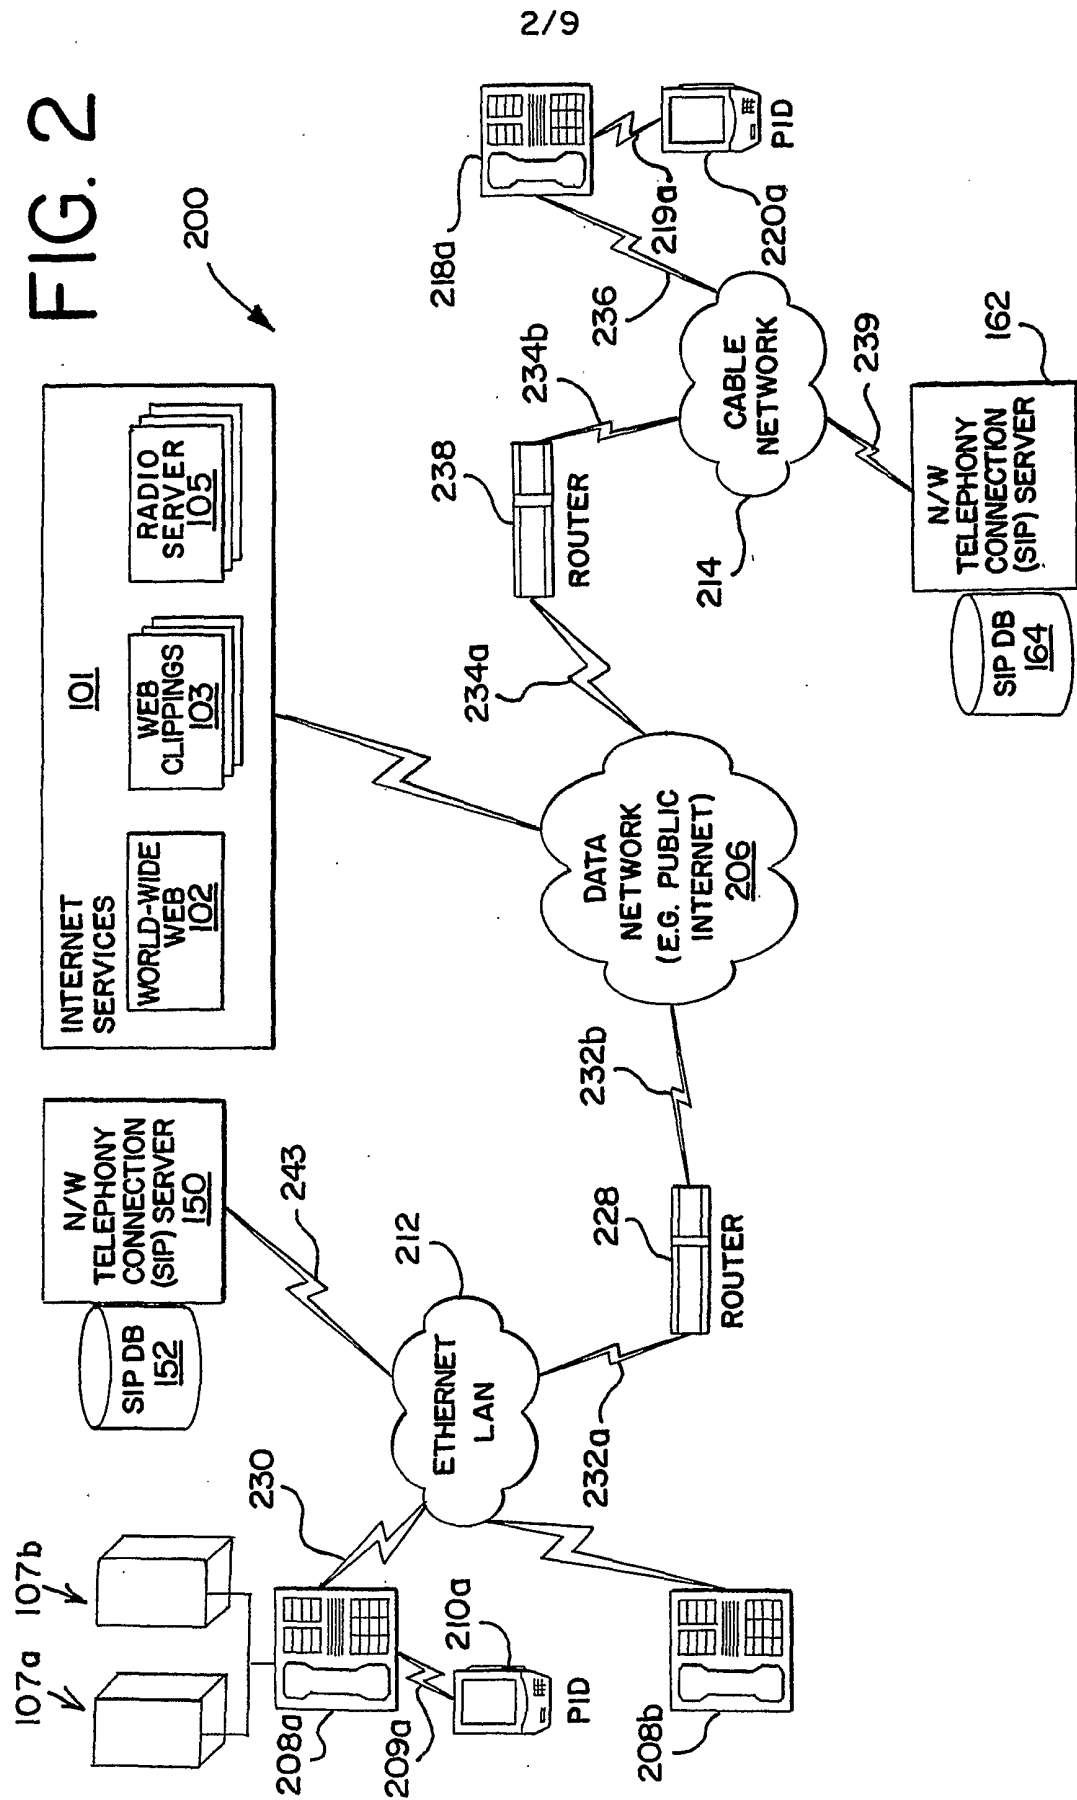 2/9
FIG. 2
200
INTERNET
SERVICES
101
WORLD-WIDE
WEB
102
WEB
CLIPPINGS
103
RADIO
SERVER
105
N/W
TELEPHONY
CONNECTION
(SIP) SERVER
150
SIP DB
152
243
107a
107b
230
208a
209a
210a
PID
208b
ETHERNET
LAN
212
232a
228
ROUTER
232b
DATA
NETWORK
(E.G. PUBLIC
INTERNET)
206
234a
238
ROUTER
234b
CABLE
NETWORK
214
236
218a
219a
220a
PID
239
162
N/W
TELEPHONY
CONNECTION
(SIP) SERVER
SIP DB
164